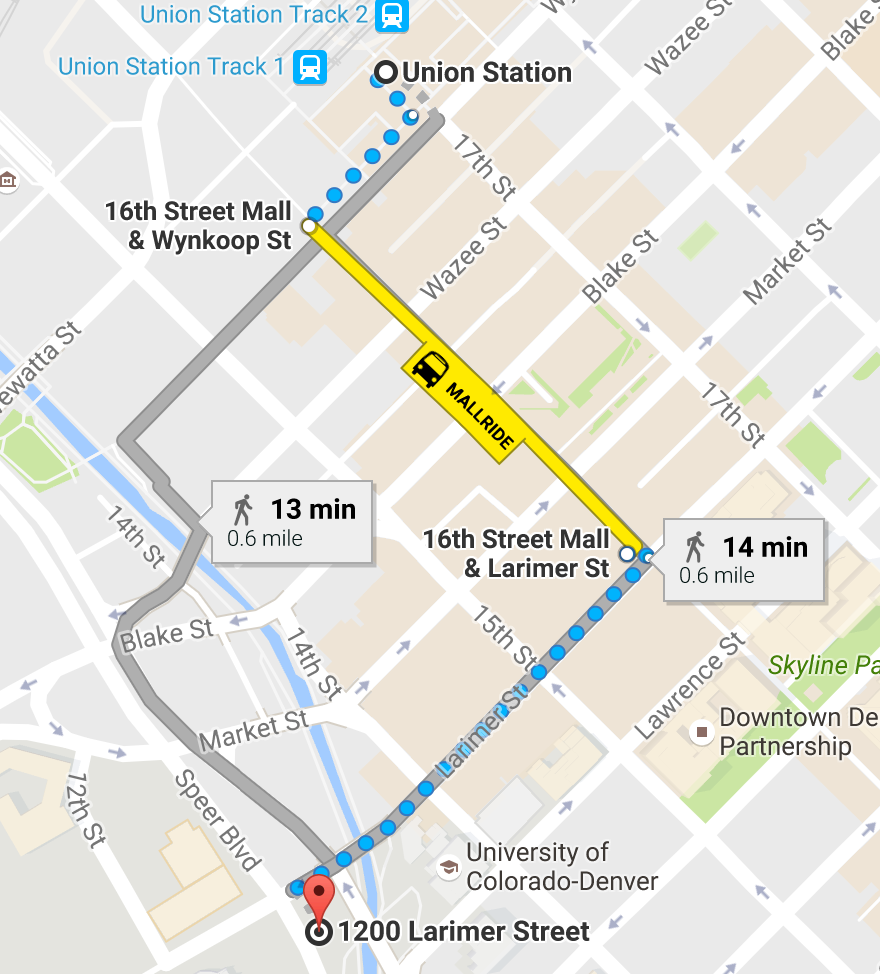 Union Station Track 2
Union Station Track 1
Union Station
Wazee St
Blake
17th St
16th Street Mall
& Wynkoop St
Wazee St
Blake St
Market St
MALLRIDE
17th St
13 min
0.6 mile
14th St
16th Street Mall
& Larimer St
14 min
0.6 mile
Blake St
14th St
15th St
Lawrence St
Skyline Pa
Larimer St
Market St
Downtown De
Partnership
12th St
Speer Blvd
University of
Colorado-Denver
1200 Larimer Street